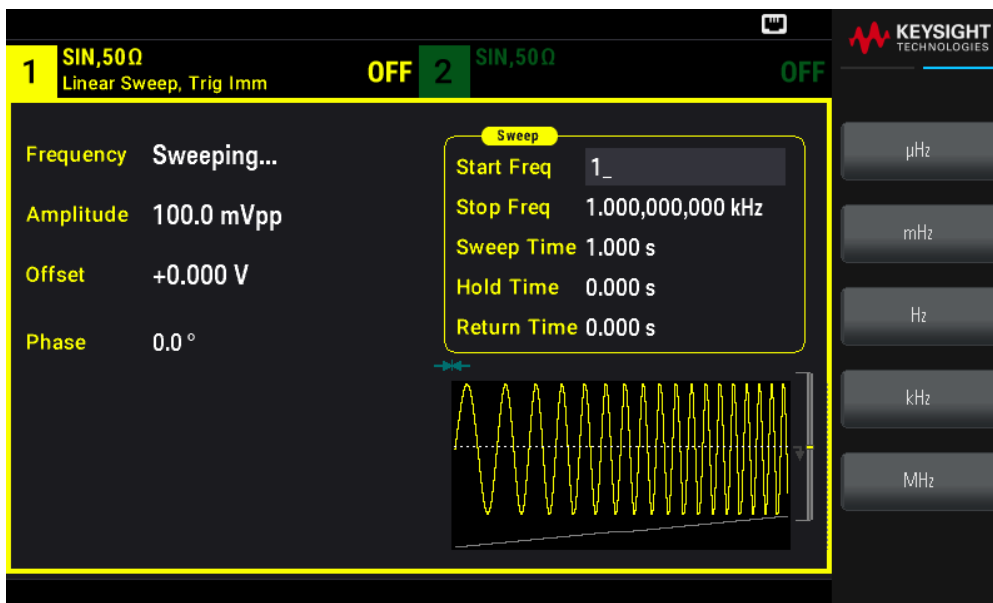 KEYSIGHT
TECHNOLOGIES
1
SIN,50Ω
Linear Sweep, Trig Imm
OFF
2
SIN,50Ω
OFF
Frequency Sweeping...
Amplitude 100.0 mVpp
Offset +0.000 V
Phase 0.0 °
Sweep
Start Freq 1_
Stop Freq 1.000,000,000 kHz
Sweep Time 1.000 s
Hold Time 0.000 s
Return Time 0.000 s
µHz
mHz
Hz
kHz
MHz